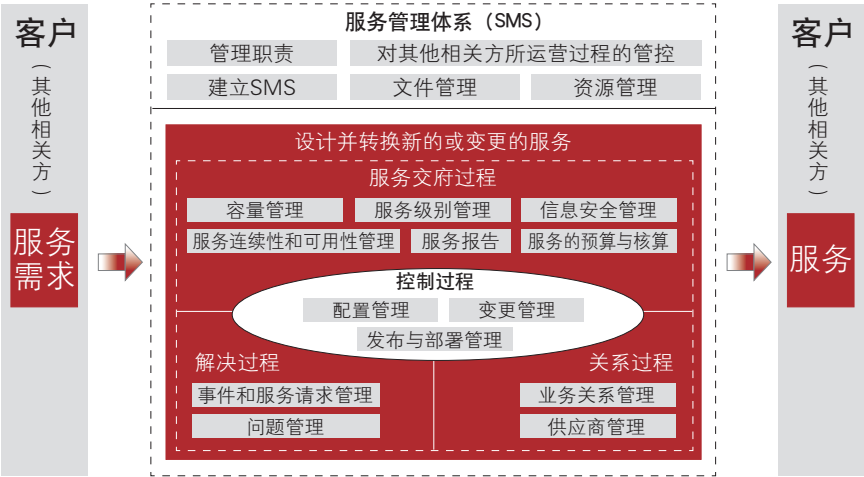 客户
（其他相关方）
服务
需求
服务管理体系（SMS）
管理职责
对其他相关方所运营过程的管控
建立SMS
文件管理
资源管理
设计并转换新的或变更的服务
服务交府过程
容量管理
服务级别管理
信息安全管理
服务连续性和可用性管理
服务报告
服务的预算与核算
控制过程
配置管理
变更管理
发布与部署管理
解决过程
事件和服务请求管理
问题管理
关系过程
业务关系管理
供应商管理
客户
（其他相关方）
服务